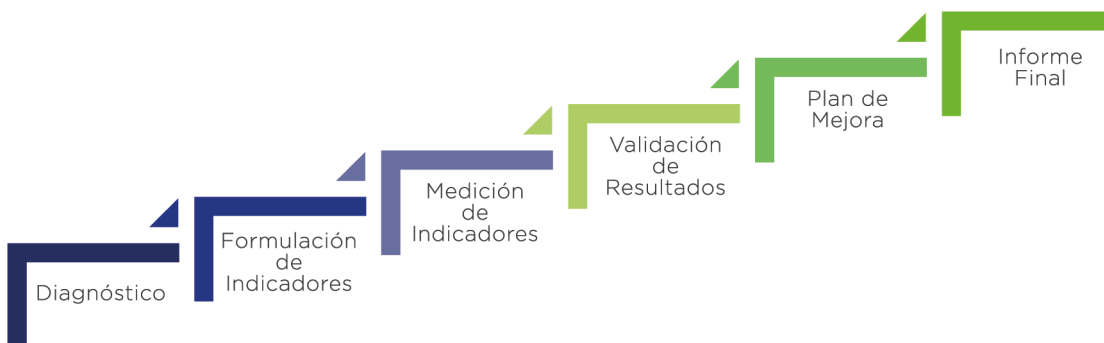 Diagnóstico
Formulación
de
Indicadores
Medición
de
Indicadores
Validación
de
Resultados
Plan de
Mejora
Informe
Final